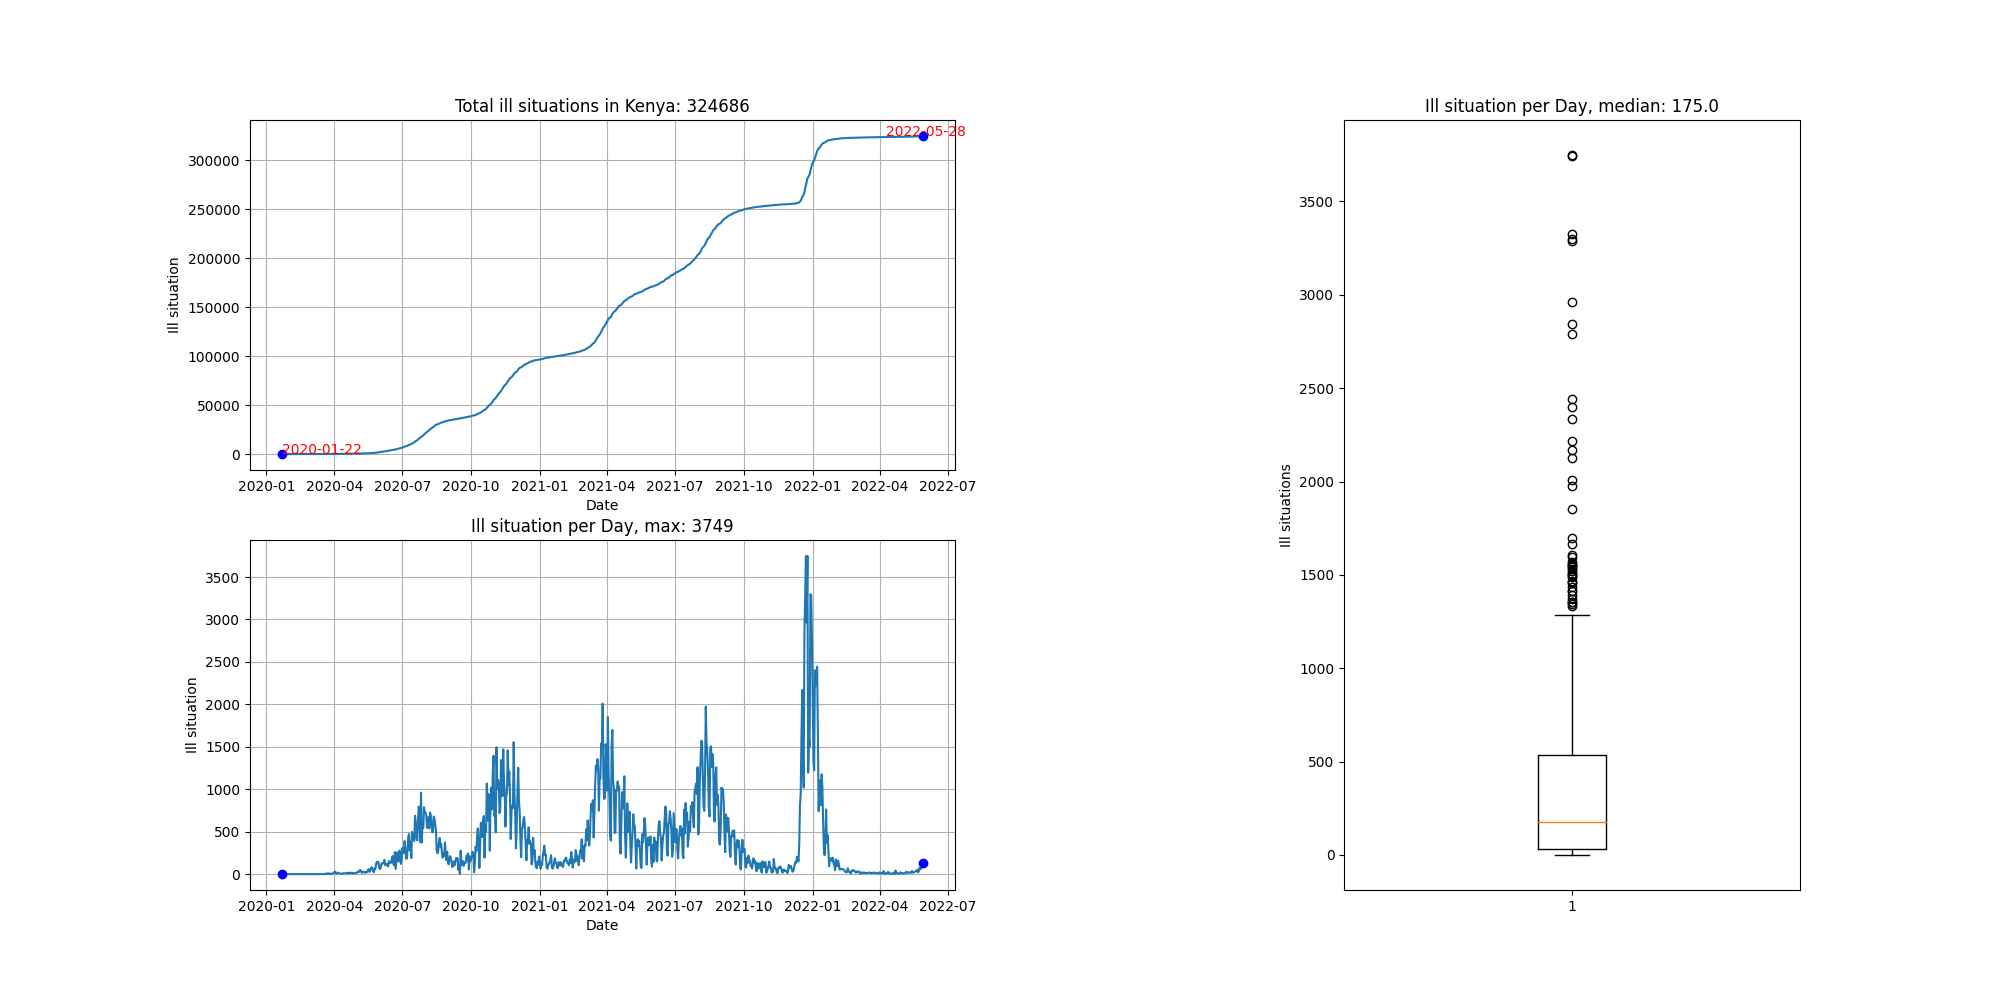 Total ill situations in Kenya: 324686
2022-05-28
300000
250000
200000
150000
100000
50000
0
Ill situation
2020-01-22
2020-01 2020-04 2020-07 2020-10 2021-01 2021-04 2021-07 2021-10 2022-01 2022-04 2022-07
Date
Ill situation per Day, max: 3749
3500
3000
2500
2000
1500
1000
500
0
Ill situation
2020-01 2020-04 2020-07 2020-10 2021-01 2021-04 2021-07 2021-10 2022-01 2022-04 2022-07
Date
Ill situation per Day, median: 175.0
3500
3000
2500
2000
1500
1000
500
0
Ill situations
1